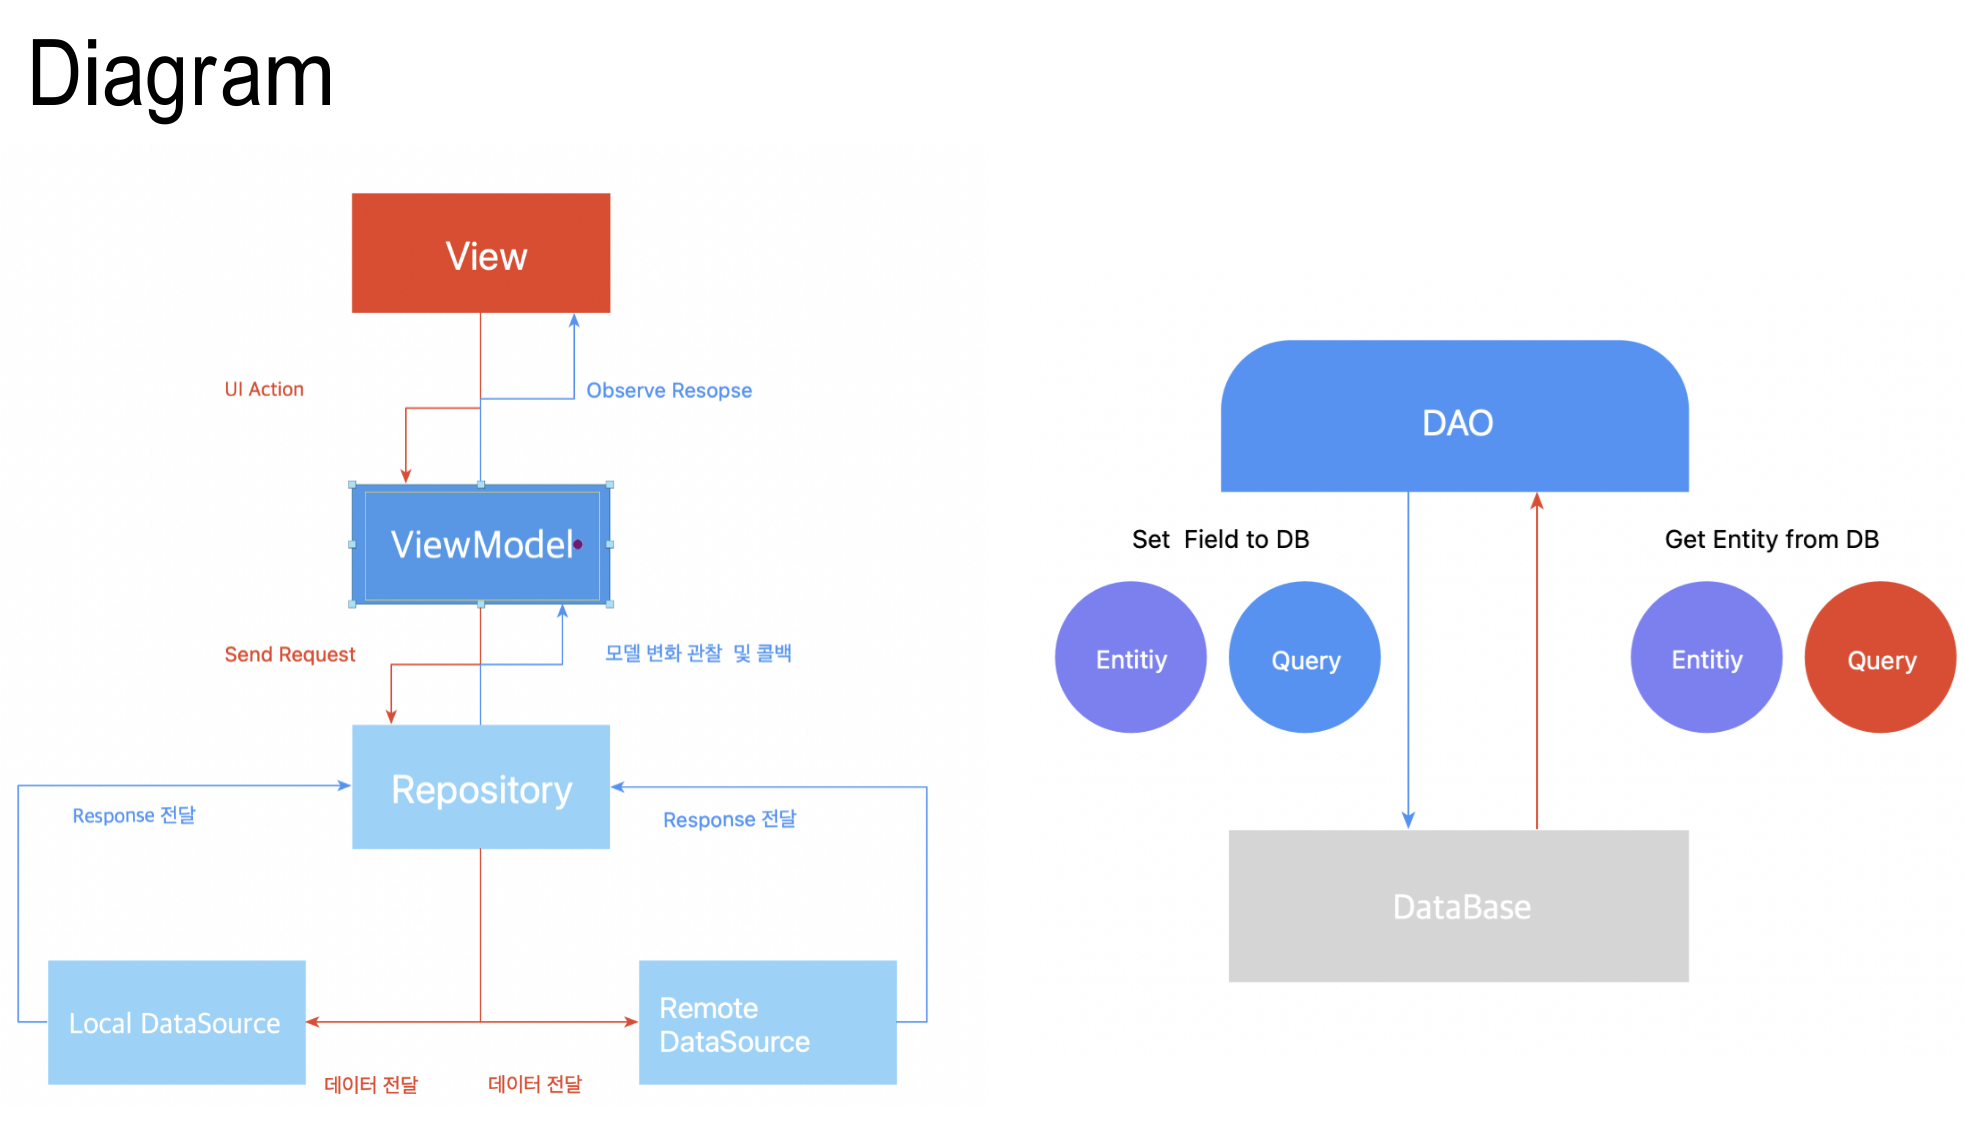 Diagram
View
UI Action
Observe Resopse
ViewModel
Send Request
모델 변화 관찰 및 콜백
Repository
Response 전달
Response 전달
Local DataSource
Remote
DataSource
데이터 전달
데이터 전달
DAO
Set Field to DB
Get Entity from DB
Entitiy
Query
Entitiy
Query
DataBase